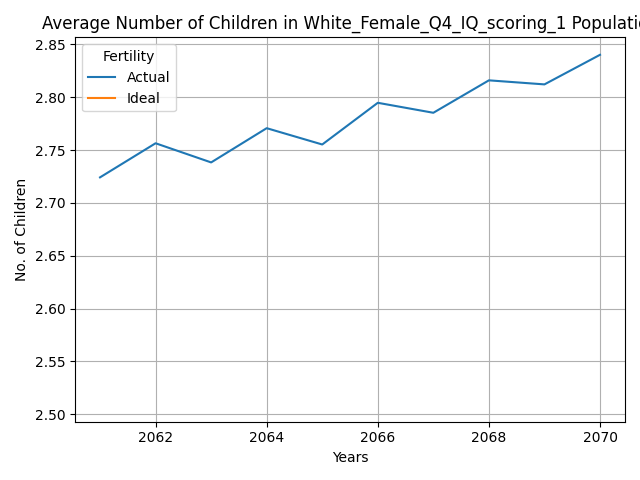 Average Number of Children in White_Female_Q4_IQ_scoring_1 Populatio
Fertility
Actual
Ideal
2.85
2.80
2.75
2.70
2.65
2.60
2.55
2.50
No. of Children
2062 2064 2066 2068 2070
Years